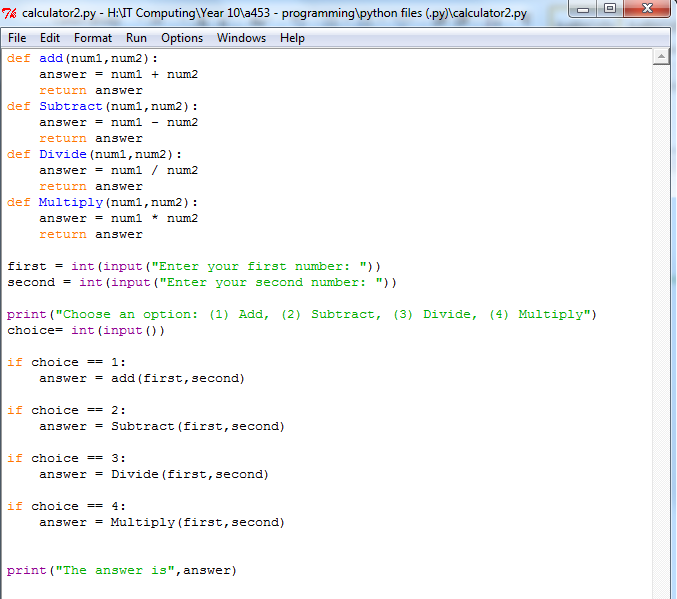 calculator2.py - H:\IT Computing\Year 10\a453 - programming\python files (.py)\calculator2.py
File Edit Format Run Options Windows Help
def add(num1,num2):
    answer = num1 + num2
    return answer
def Subtract(num1,num2):
    answer = num1 - num2
    return answer
def Divide(num1,num2):
    answer = num1 / num2
    return answer
def Multiply(num1,num2):
    answer = num1 * num2
    return answer
first = int(input("Enter your first number: "))
second = int(input("Enter your second number: "))
print("Choose an option: (1) Add, (2) Subtract, (3) Divide, (4) Multiply")
choice= int(input())
if choice == 1:
    answer = add(first,second)
if choice == 2:
    answer = Subtract(first,second)
if choice == 3:
    answer = Divide(first,second)
if choice == 4:
    answer = Multiply(first,second)
print("The answer is",answer)